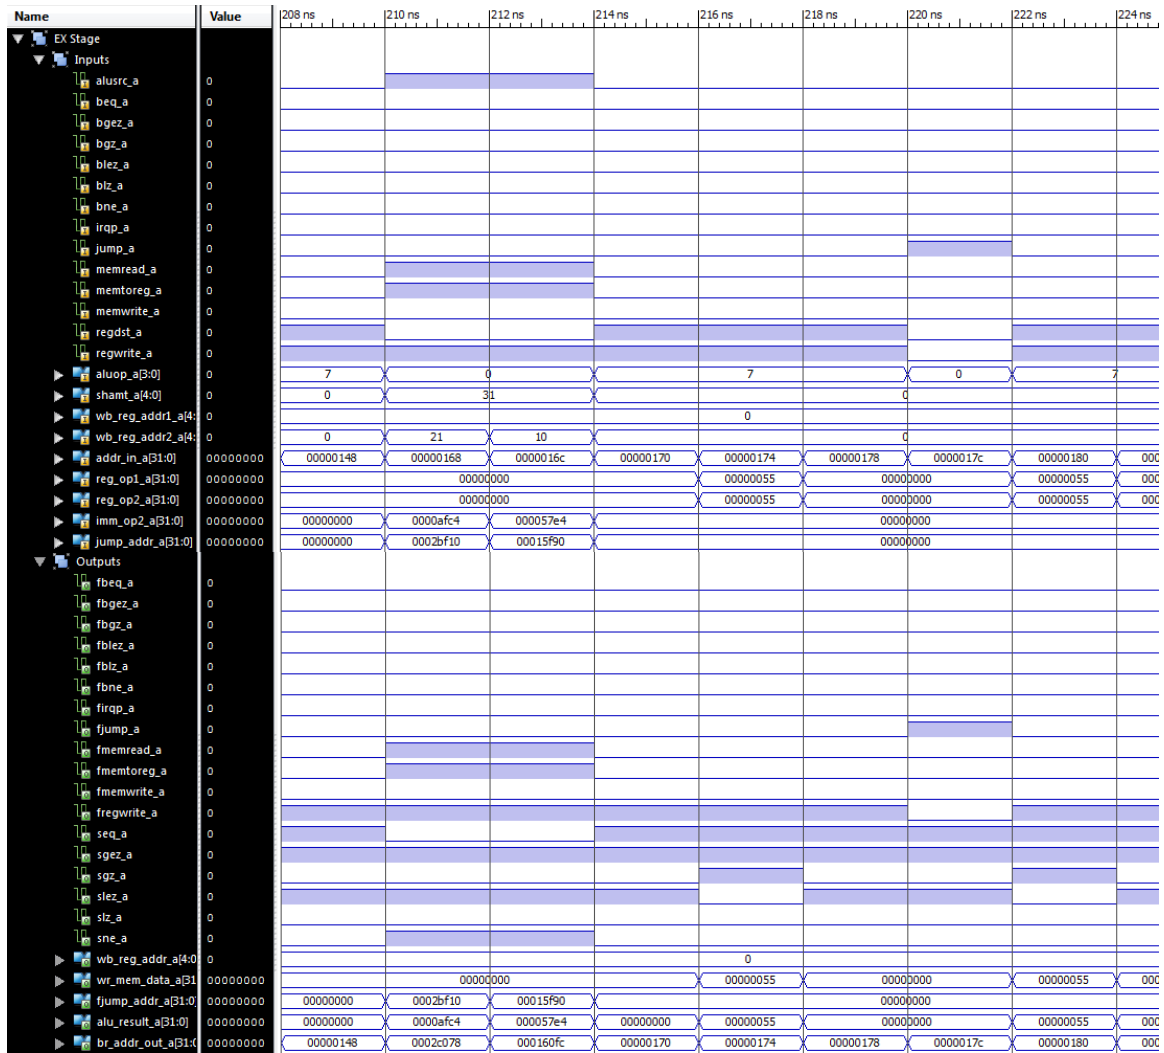 Name Value 208 ns 210 ns 212 ns 214 ns 216 ns 218 ns 220 ns 222 ns 224 ns
EX Stage
Inputs
alusrc_a 0
beq_a 0
bgez_a 0
bgz_a 0
blez_a 0
blz_a 0
bne_a 0
irqp_a 0
jump_a 0
memread_a 0
memtoreg_a 0
memwrite_a 0
regdst_a 0
regwrite_a 0
aluop_a[3:0] 0 7 0 7 0 7
shamt_a[4:0] 0 0 31 0
wb_reg_addr1_a[4: 0 0
wb_reg_addr2_a[4: 0 0 21 10 0
addr_in_a[31:0] 00000000 00000148 00000168 0000016c 00000170 00000174 00000178 0000017c 00000180 000
reg_op1_a[31:0] 00000000 00000000 00000055 00000000 00000055 000
reg_op2_a[31:0] 00000000 00000000 00000055 00000000 00000055 000
imm_op2_a[31:0] 00000000 00000000 0000afc4 000057e4 00000000
jump_addr_a[31:0] 00000000 00000000 0002bf10 00015f90 00000000
Outputs
fbeq_a 0
fbgez_a 0
fbgz_a 0
fblez_a 0
fblz_a 0
fbne_a 0
firqp_a 0
fjump_a 0
fmemread_a 0
fmemtoreg_a 0
fmemwrite_a 0
fregwrite_a 0
seq_a 0
sgez_a 0
sgz_a 0
slez_a 0
slz_a 0
sne_a 0
wb_reg_addr_a[4:0 0 0
wr_mem_data_a[31 00000000 00000000 00000055 00000000 00000055 000
fjump_addr_a[31:0] 00000000 00000000 0002bf10 00015f90 00000000
alu_result_a[31:0] 00000000 00000000 0000afc4 000057e4 00000000 00000055 00000000 00000055 000
br_addr_out_a[31:0 00000000 00000148 0002c078 000160fc 00000170 00000174 00000178 0000017c 00000180 000